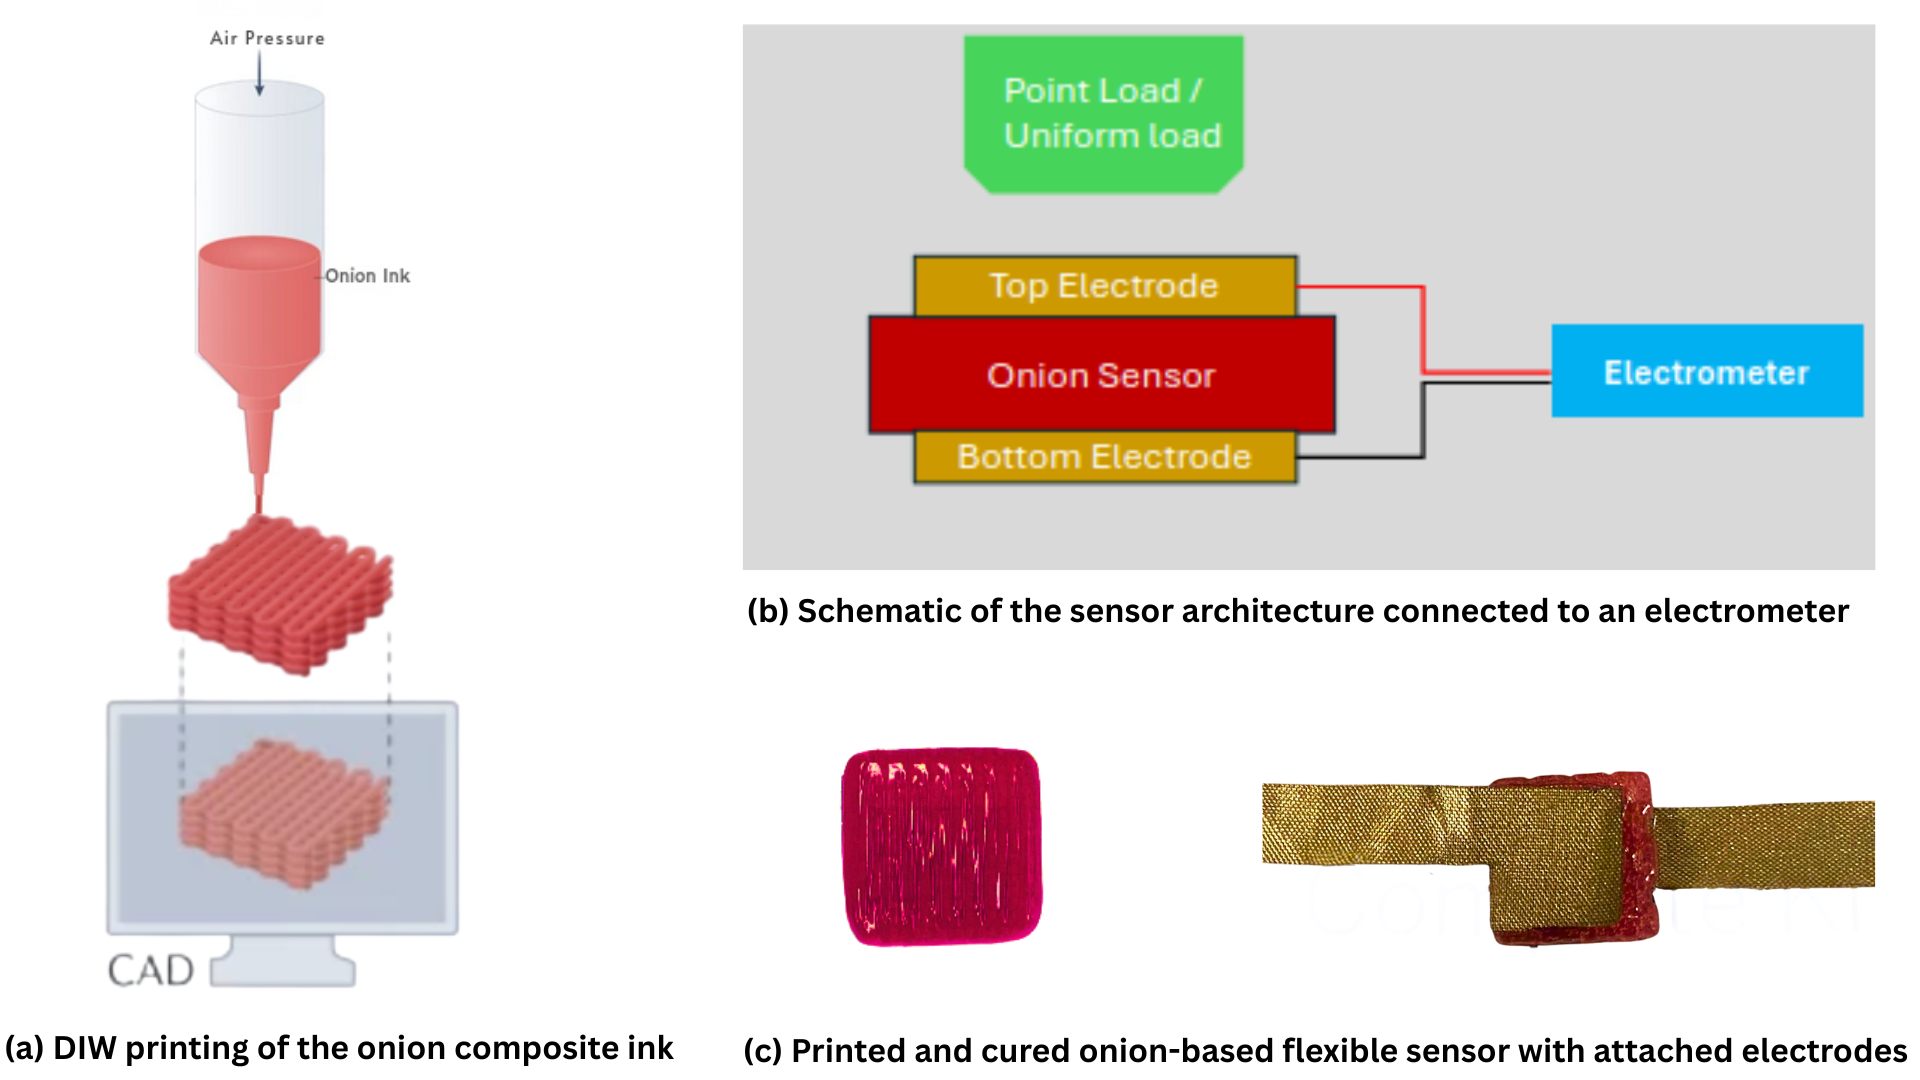 Air Pressure
Onion Ink
CAD
(a) DIW printing of the onion composite ink
Point Load /
Uniform load
Top Electrode
Onion Sensor
Bottom Electrode
Electrometer
(b) Schematic of the sensor architecture connected to an electrometer
(c) Printed and cured onion-based flexible sensor with attached electrodes